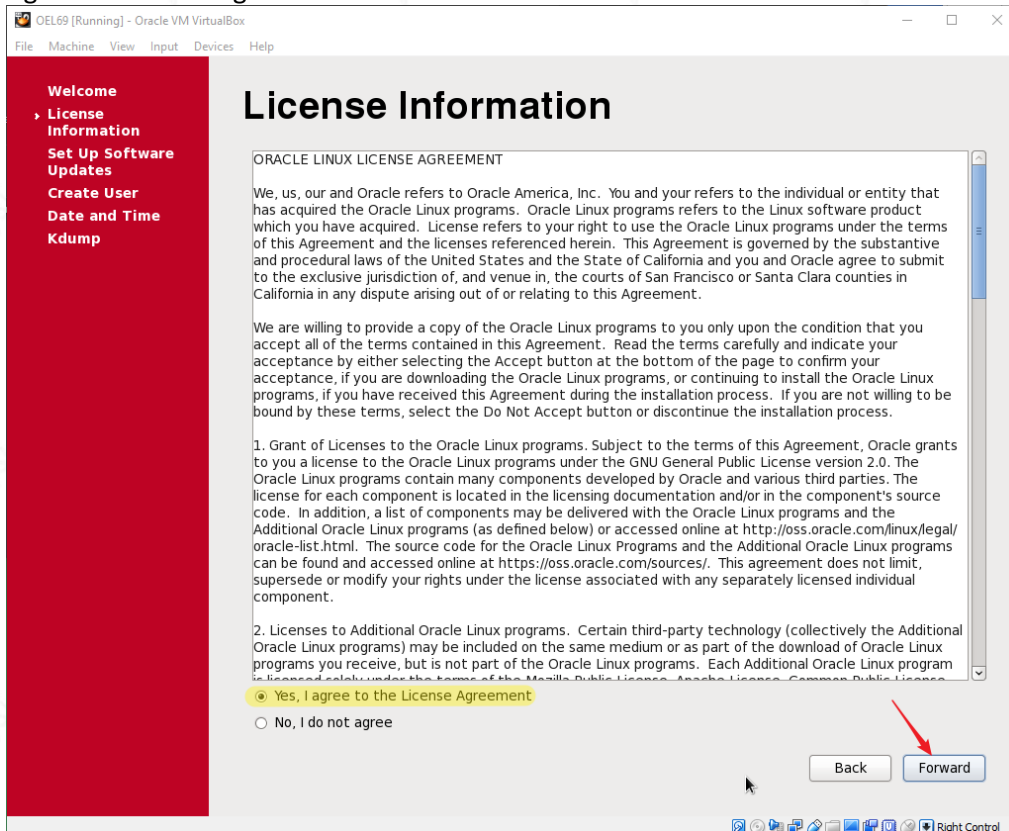 OEL69 [Running] - Oracle VM VirtualBox
File Machine View Input Devices Help
Welcome
License
Information
Set Up Software
Updates
Create User
Date and Time
Kdump
License Information
ORACLE LINUX LICENSE AGREEMENT
We, us, our and Oracle refers to Oracle America, Inc. You and your refers to the individual or entity that
has acquired the Oracle Linux programs. Oracle Linux programs refers to the Linux software product
which you have acquired. License refers to your right to use the Oracle Linux programs under the terms
of this Agreement and the licenses referenced herein. This Agreement is governed by the substantive
and procedural laws of the United States and the State of California and you and Oracle agree to submit
to the exclusive jurisdiction of, and venue in, the courts of San Francisco or Santa Clara counties in
California in any dispute arising out of or relating to this Agreement.
We are willing to provide a copy of the Oracle Linux programs to you only upon the condition that you
accept all of the terms contained in this Agreement. Read the terms carefully and indicate your
acceptance by either selecting the Accept button at the bottom of the page to confirm your
acceptance, if you are downloading the Oracle Linux programs, or continuing to install the Oracle Linux
programs, if you have received this Agreement during the installation process. If you are not willing to be
bound by these terms, select the Do Not Accept button or discontinue the installation process.
1. Grant of Licenses to the Oracle Linux programs. Subject to the terms of this Agreement, Oracle grants
to you a license to the Oracle Linux programs under the GNU General Public License version 2.0. The
Oracle Linux programs contain many components developed by Oracle and various third parties. The
license for each component is located in the licensing documentation and/or in the component's source
code. In addition, a list of components may be delivered with the Oracle Linux programs and the
Additional Oracle Linux programs (as defined below) or accessed online at http://oss.oracle.com/linux/legal/
oracle-list.html. The source code for the Oracle Linux Programs and the Additional Oracle Linux programs
can be found and accessed online at https://oss.oracle.com/sources/. This agreement does not limit,
supersede or modify your rights under the license associated with any separately licensed individual
component.
2. Licenses to Additional Oracle Linux programs. Certain third-party technology (collectively the Additional
Oracle Linux programs) may be included on the same medium or as part of the download of Oracle Linux
programs you receive, but is not part of the Oracle Linux programs. Each Additional Oracle Linux program
is licensed solely under the terms of the Mozilla Public License, Apache License, Common Public License,
Yes, I agree to the License Agreement
No, I do not agree
Back
Forward
Right Control